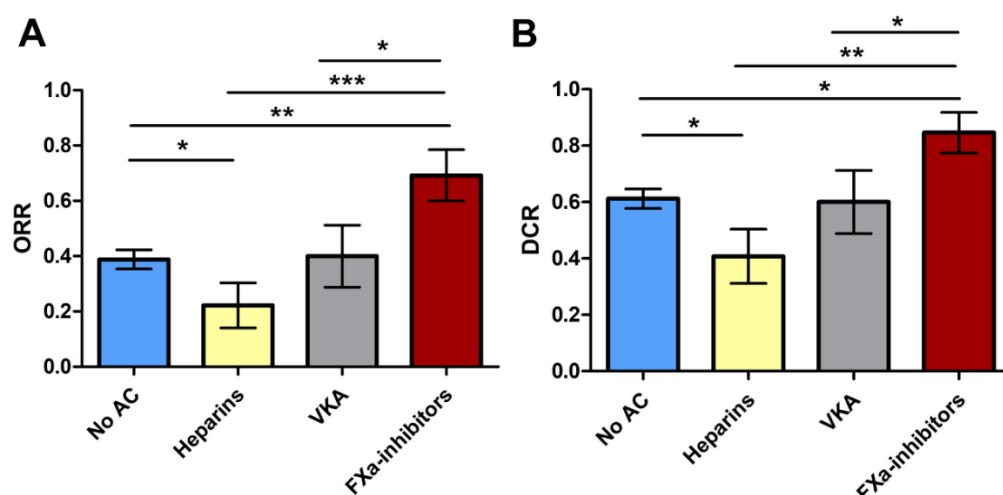 A
*
***
**
*
1.0
0.8
0.6
0.4
0.2
0.0
ORR
No AC
Heparins
VKA
FXa-inhibitors
B
*
**
*
*
1.0
0.8
0.6
0.4
0.2
0.0
DCR
No AC
Heparins
VKA
FXa-inhibitors